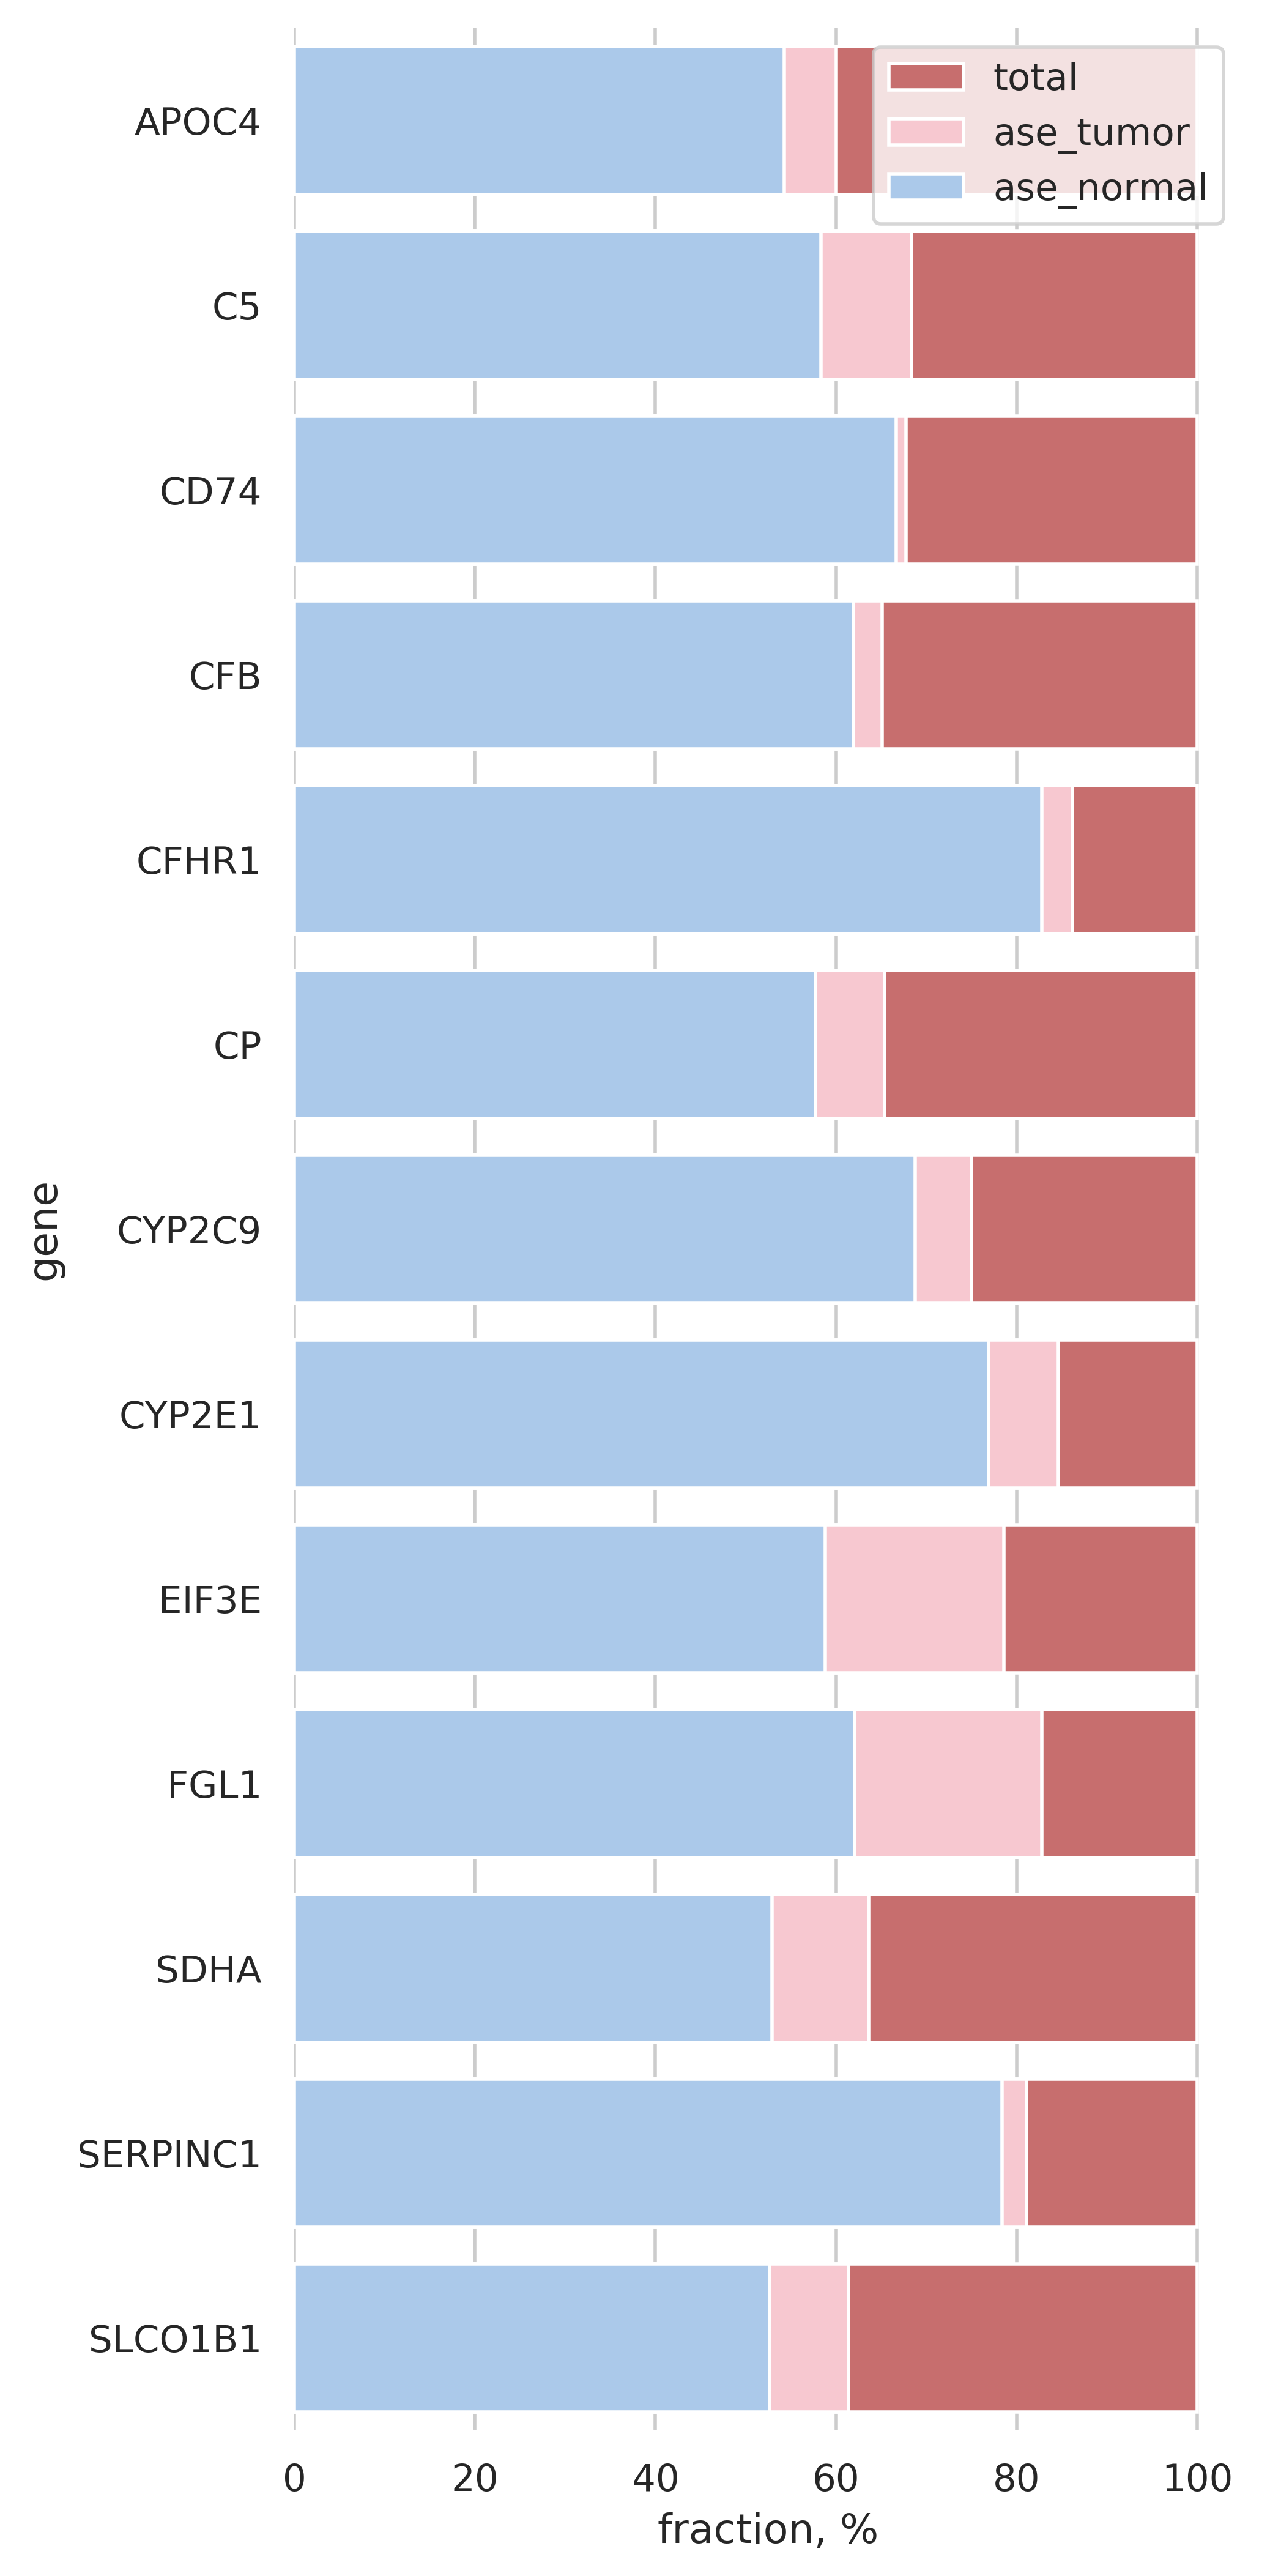 total
ase_tumor
ase_normal
APOC4
C5
CD74
CFB
CFHR1
CP
CYP2C9
CYP2E1
EIF3E
FGL1
SDHA
SERPINC1
SLCO1B1
gene
0 20 40 60 80 100
fraction, %